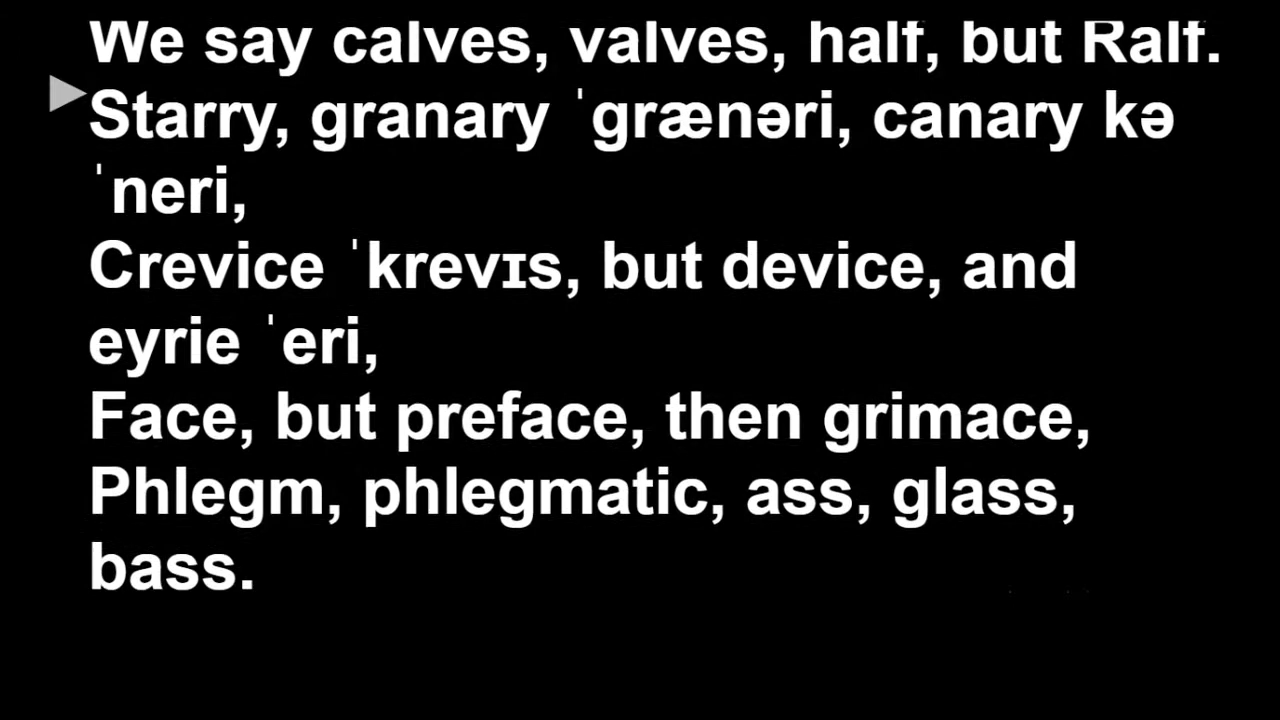 We say calves, valves, half, but Ralf.
Starry, granary ˈgrænəri, canary kə
ˈneri,
Crevice ˈkrevɪs, but device, and
eyrie ˈeri,
Face, but preface, then grimace,
Phlegm, phlegmatic, ass, glass,
bass.